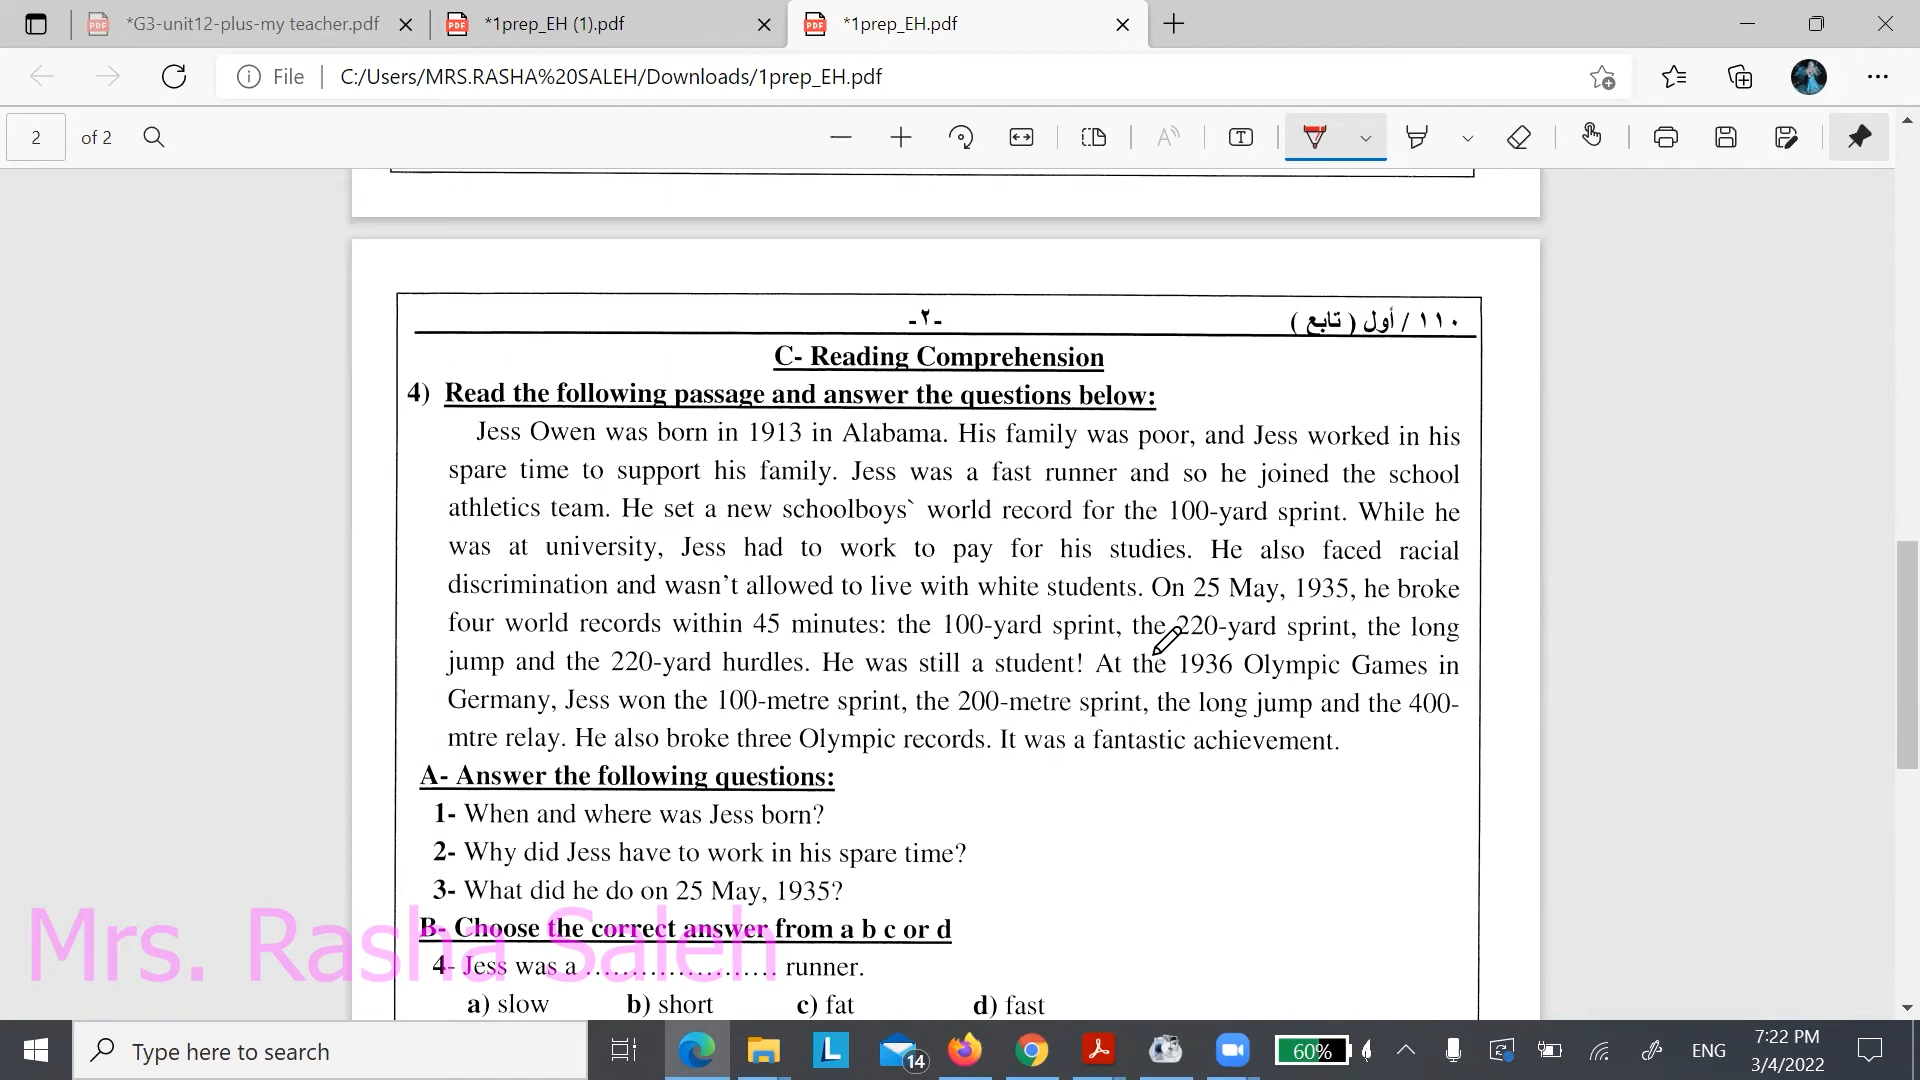 *G3-unit12-plus-my teacher.pdf
*1prep_EH (1).pdf
*1prep_EH.pdf
File
C:/Users/MRS.RASHA%20SALEH/Downloads/1prep_EH.pdf
2 of 2
١١٠ / أول ( تابع )
-٢-
C- Reading Comprehension
4) Read the following passage and answer the questions below:
Jess Owen was born in 1913 in Alabama. His family was poor, and Jess worked in his
spare time to support his family. Jess was a fast runner and so he joined the school
athletics team. He set a new schoolboys` world record for the 100-yard sprint. While he
was at university, Jess had to work to pay for his studies. He also faced racial
discrimination and wasn't allowed to live with white students. On 25 May, 1935, he broke
four world records within 45 minutes: the 100-yard sprint, the 220-yard sprint, the long
jump and the 220-yard hurdles. He was still a student! At the 1936 Olympic Games in
Germany, Jess won the 100-metre sprint, the 200-metre sprint, the long jump and the 400-
mtre relay. He also broke three Olympic records. It was a fantastic achievement.
A- Answer the following questions:
1- When and where was Jess born?
2- Why did Jess have to work in his spare time?
3- What did he do on 25 May, 1935?
B- Choose the correct answer from a b c or d
4- Jess was a ..................... runner.
a) slow b) short c) fat d) fast
Mrs. Rasha Saleh
Type here to search
14
60%
ENG
7:22 PM
3/4/2022